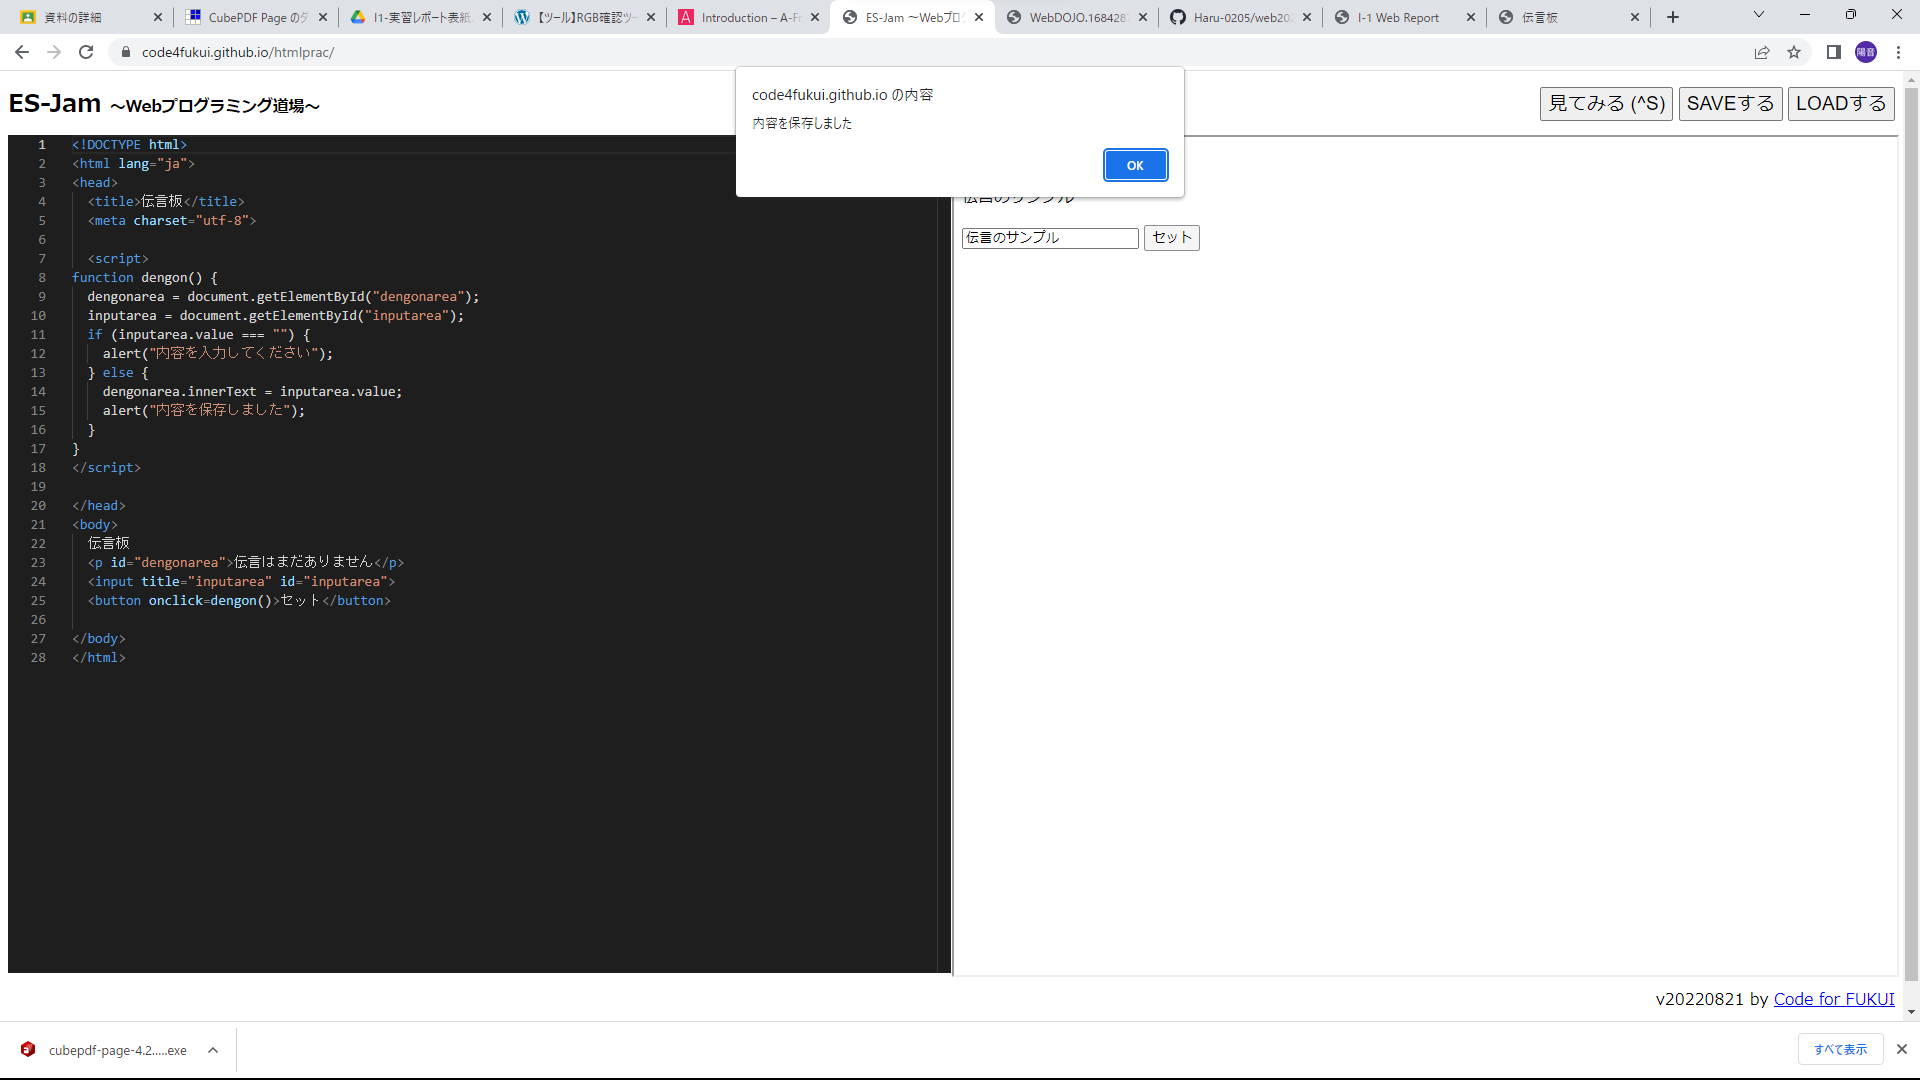 資料の詳細
CubePDF Page のダ
I1-実習レポート表紙.
【ツール】RGB確認ツー
Introduction – A-Fr
ES-Jam ～Webプロ
WebDOJO.168428
Haru-0205/web202
I-1 Web Report
伝言板
code4fukui.github.io/htmlprac/
陽音
code4fukui.github.io の内容
内容を保存しました
OK
ES-Jam ～Webプログラミング道場～
見てみる (^S)
SAVEする
LOADする
1 <!DOCTYPE html>
2 <html lang="ja">
3 <head>
4 <title>伝言板</title>
5 <meta charset="utf-8">
6
7 <script>
8 function dengon() {
9 dengonarea = document.getElementById("dengonarea");
10 inputarea = document.getElementById("inputarea");
11 if (inputarea.value === "") {
12 alert("内容を入力してください");
13 } else {
14 dengonarea.innerText = inputarea.value;
15 alert("内容を保存しました");
16 }
17 }
18 </script>
19
20 </head>
21 <body>
22 伝言板
23 <p id="dengonarea">伝言はまだありません</p>
24 <input title="inputarea" id="inputarea">
25 <button onclick=dengon()>セット</button>
26
27 </body>
28 </html>
伝言のサンプル
伝言のサンプル セット
v20220821 by Code for FUKUI
cubepdf-page-4.2.....exe
すべて表示